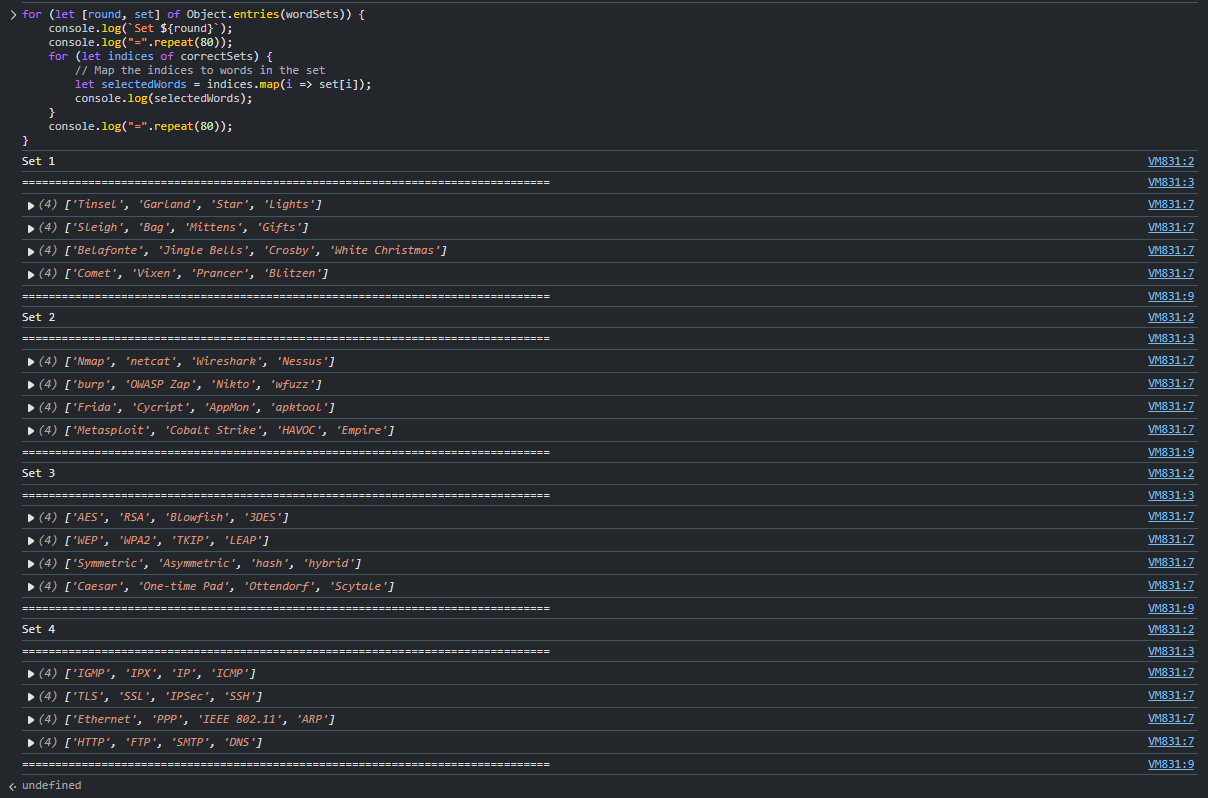 for (let [round, set] of Object.entries(wordSets)) {
    console.log(`Set ${round}`);
    console.log("=".repeat(80));
    for (let indices of correctSets) {
        // Map the indices to words in the set
        let selectedWords = indices.map(i => set[i]);
        console.log(selectedWords);
    }
    console.log("=".repeat(80));
}
Set 1 VM831:2
================================================================================ VM831:3
(4) ['Tinsel', 'Garland', 'Star', 'Lights'] VM831:7
(4) ['Sleigh', 'Bag', 'Mittens', 'Gifts'] VM831:7
(4) ['Belafonte', 'Jingle Bells', 'Crosby', 'White Christmas'] VM831:7
(4) ['Comet', 'Vixen', 'Prancer', 'Blitzen'] VM831:7
================================================================================ VM831:9
Set 2 VM831:2
================================================================================ VM831:3
(4) ['Nmap', 'netcat', 'Wireshark', 'Nessus'] VM831:7
(4) ['burp', 'OWASP Zap', 'Nikto', 'wfuzz'] VM831:7
(4) ['Frida', 'Cycript', 'AppMon', 'apktool'] VM831:7
(4) ['Metasploit', 'Cobalt Strike', 'HAVOC', 'Empire'] VM831:7
================================================================================ VM831:9
Set 3 VM831:2
================================================================================ VM831:3
(4) ['AES', 'RSA', 'Blowfish', '3DES'] VM831:7
(4) ['WEP', 'WPA2', 'TKIP', 'LEAP'] VM831:7
(4) ['Symmetric', 'Asymmetric', 'hash', 'hybrid'] VM831:7
(4) ['Caesar', 'One-time Pad', 'Ottendorf', 'Scytale'] VM831:7
================================================================================ VM831:9
Set 4 VM831:2
================================================================================ VM831:3
(4) ['IGMP', 'IPX', 'IP', 'ICMP'] VM831:7
(4) ['TLS', 'SSL', 'IPSec', 'SSH'] VM831:7
(4) ['Ethernet', 'PPP', 'IEEE 802.11', 'ARP'] VM831:7
(4) ['HTTP', 'FTP', 'SMTP', 'DNS'] VM831:7
================================================================================ VM831:9
undefined